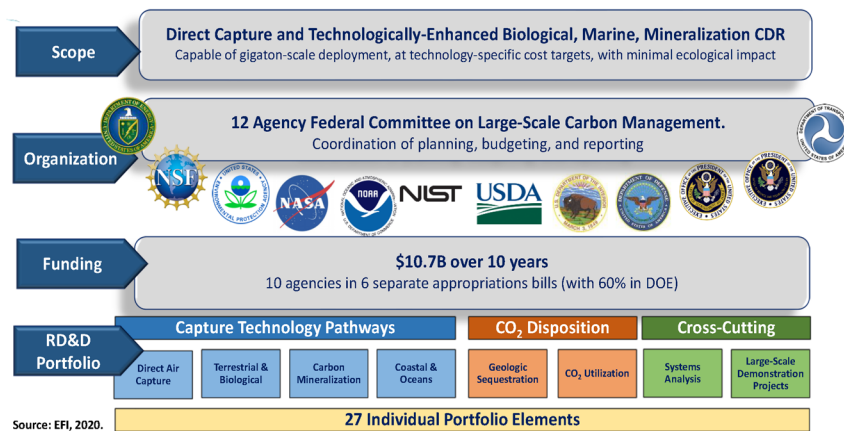 Scope
Direct Capture and Technologically-Enhanced Biological, Marine, Mineralization CDR
Capable of gigaton-scale deployment, at technology-specific cost targets, with minimal ecological impact
Organization
12 Agency Federal Committee on Large-Scale Carbon Management.
Coordination of planning, budgeting, and reporting
NSF
NASA
NOAA
NIST
USDA
Funding
$10.7B over 10 years
10 agencies in 6 separate appropriations bills (with 60% in DOE)
RD&D
Portfolio
Capture Technology Pathways
CO₂ Disposition
Cross-Cutting
Direct Air
Capture
Terrestrial &
Biological
Carbon
Mineralization
Coastal &
Oceans
Geologic
Sequestration
CO₂ Utilization
Systems
Analysis
Large-Scale
Demonstration
Projects
27 Individual Portfolio Elements
Source: EFI, 2020.